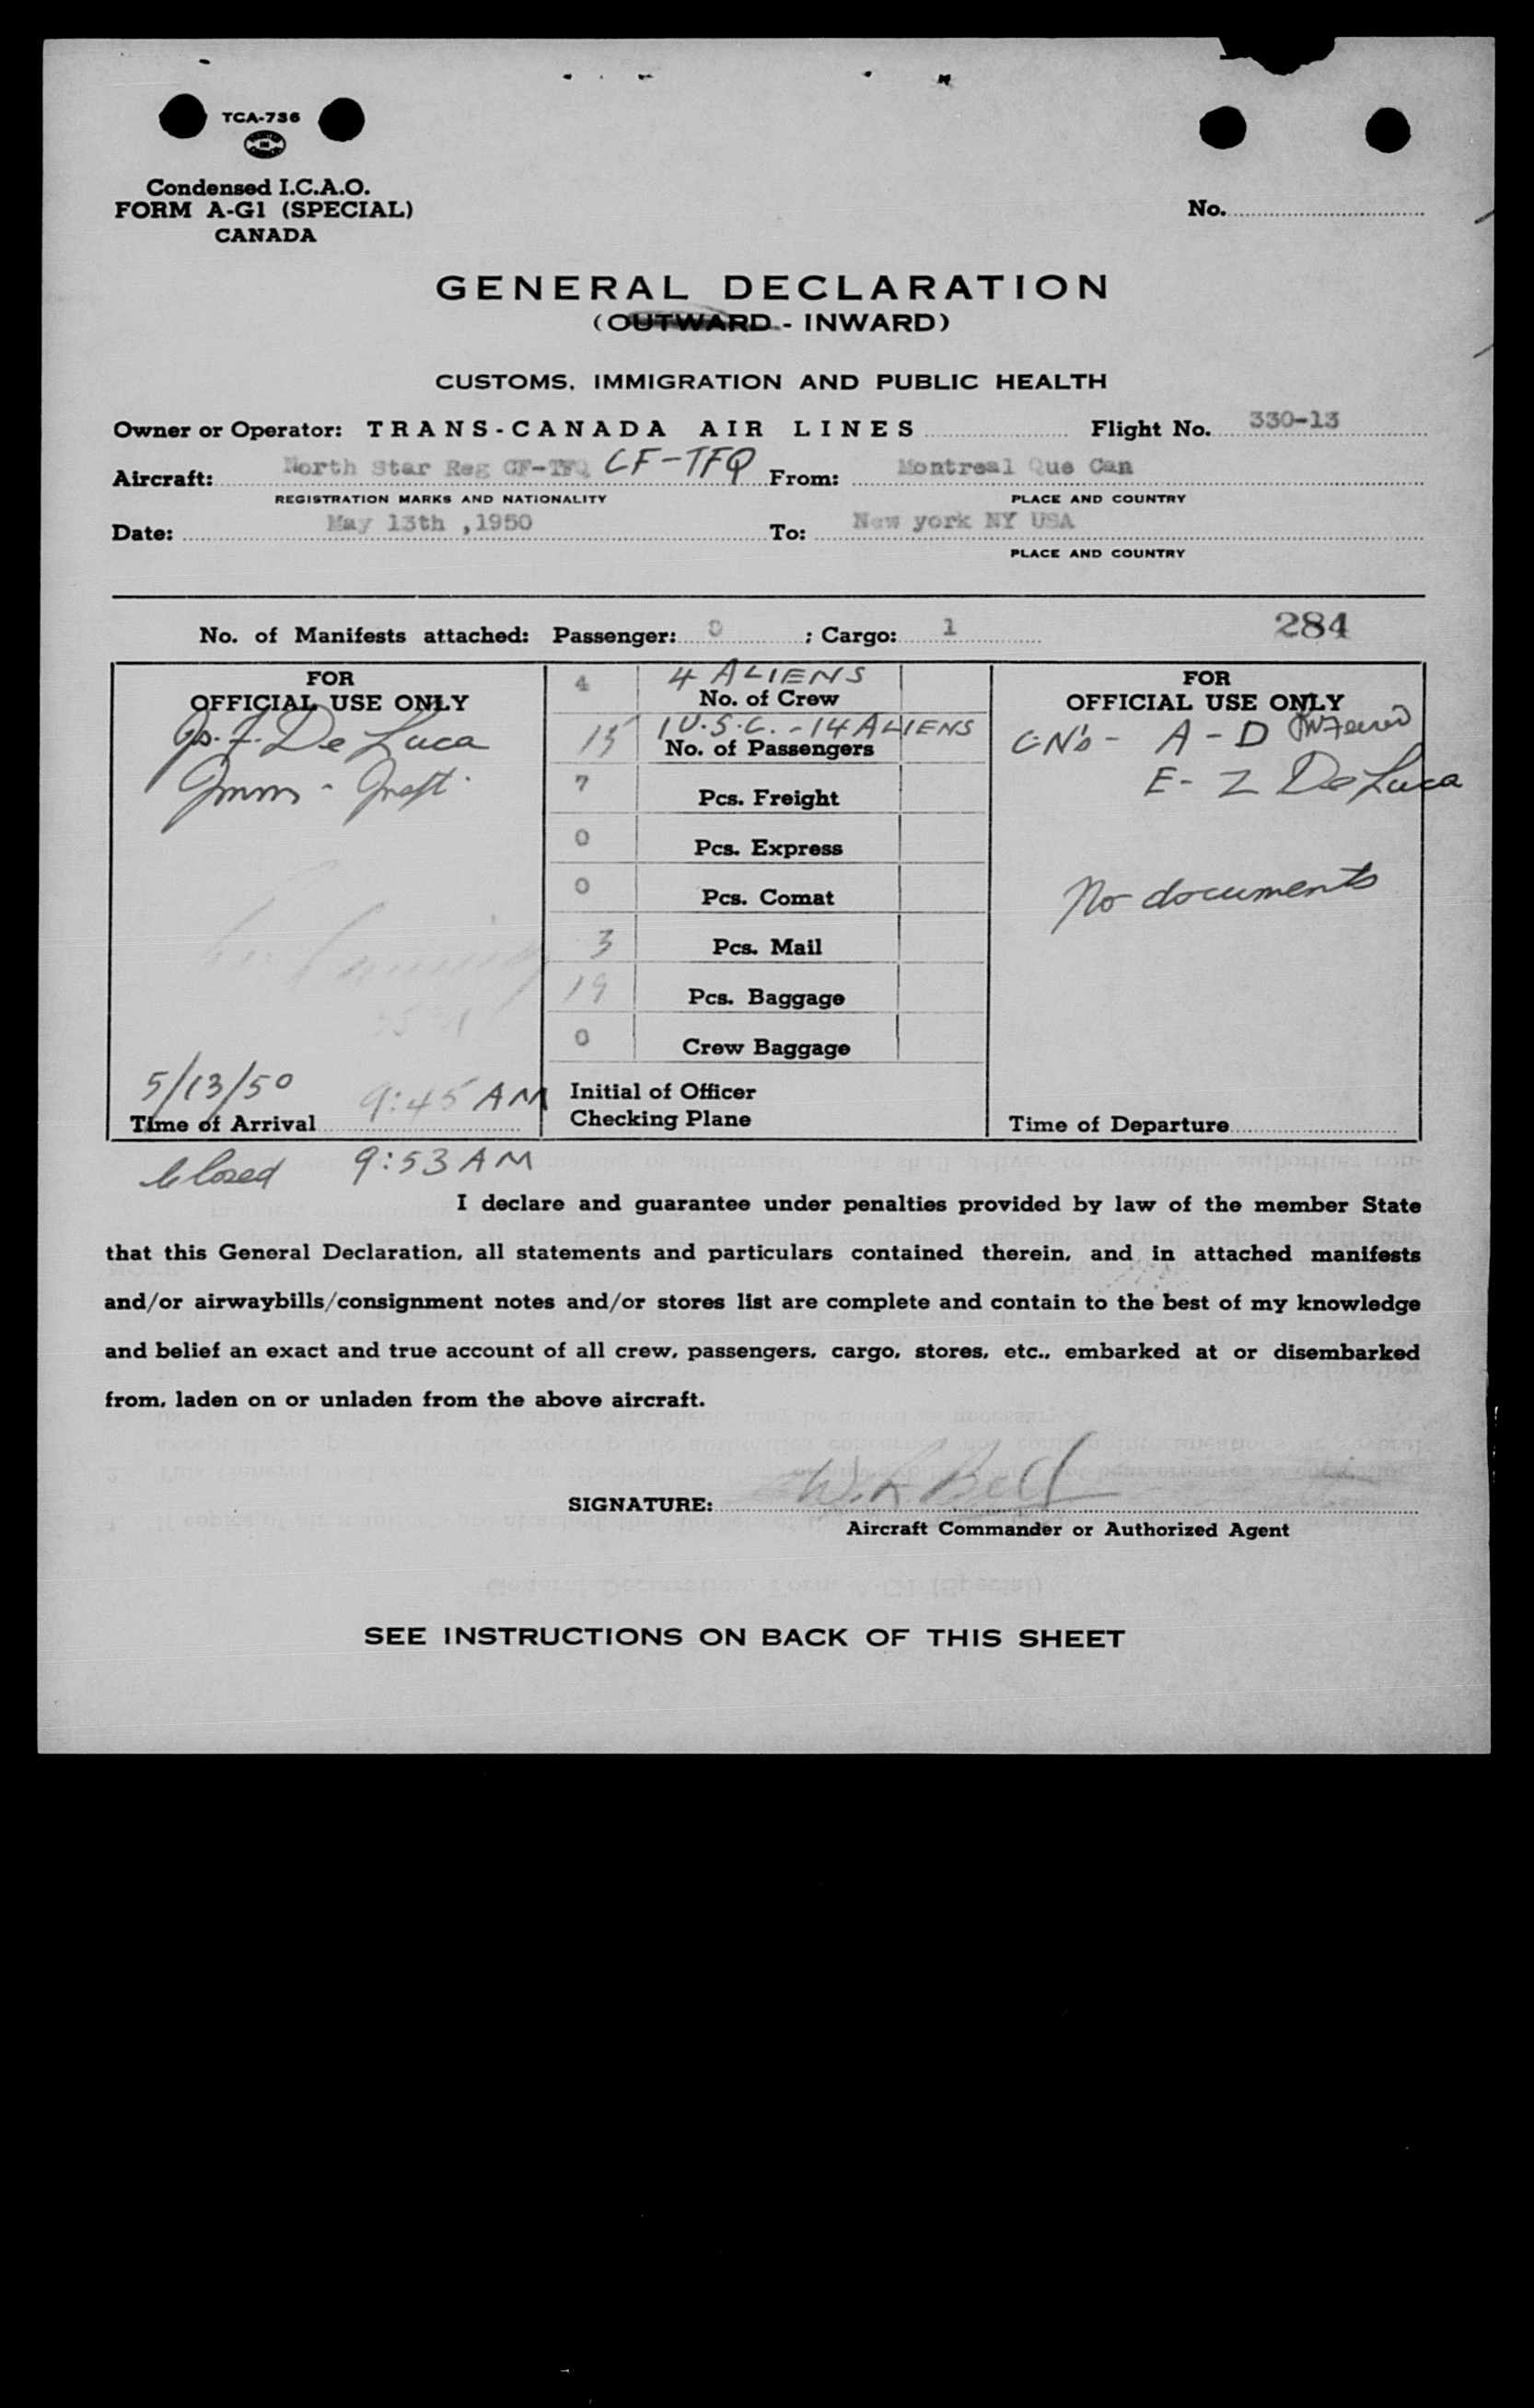 TCA-736
Condensed I.C.A.O.
FORM A-G1 (SPECIAL)
CANADA
No.
GENERAL DECLARATION
(OUTWARD - INWARD)
CUSTOMS, IMMIGRATION AND PUBLIC HEALTH
Owner or Operator: TRANS-CANADA AIR LINES Flight No. 330-13
Aircraft: North Star Reg CF-TFQ CF-TFQ From: Montreal Que Can
REGISTRATION MARKS AND NATIONALITY PLACE AND COUNTRY
Date: May 13th ,1950 To: New york NY USA
PLACE AND COUNTRY
No. of Manifests attached: Passenger: 0 ; Cargo: 1 284
FOR
OFFICIAL USE ONLY
De Luca
Imm -
5/13/50
Time of Arrival 9:45 AM
4 4 ALIENS
No. of Crew
15 1 U.S.C. - 14 ALIENS
No. of Passengers
7 Pcs. Freight
0 Pcs. Express
0 Pcs. Comat
3 Pcs. Mail
19 Pcs. Baggage
0 Crew Baggage
Initial of Officer
Checking Plane
FOR
OFFICIAL USE ONLY
A - D
E - Z De Luca
No documents
Time of Departure
Closed 9:53 AM
I declare and guarantee under penalties provided by law of the member State
that this General Declaration, all statements and particulars contained therein, and in attached manifests
and/or airwaybills/consignment notes and/or stores list are complete and contain to the best of my knowledge
and belief an exact and true account of all crew, passengers, cargo, stores, etc., embarked at or disembarked
from, laden on or unladen from the above aircraft.
SIGNATURE: W.R. Bell
Aircraft Commander or Authorized Agent
SEE INSTRUCTIONS ON BACK OF THIS SHEET